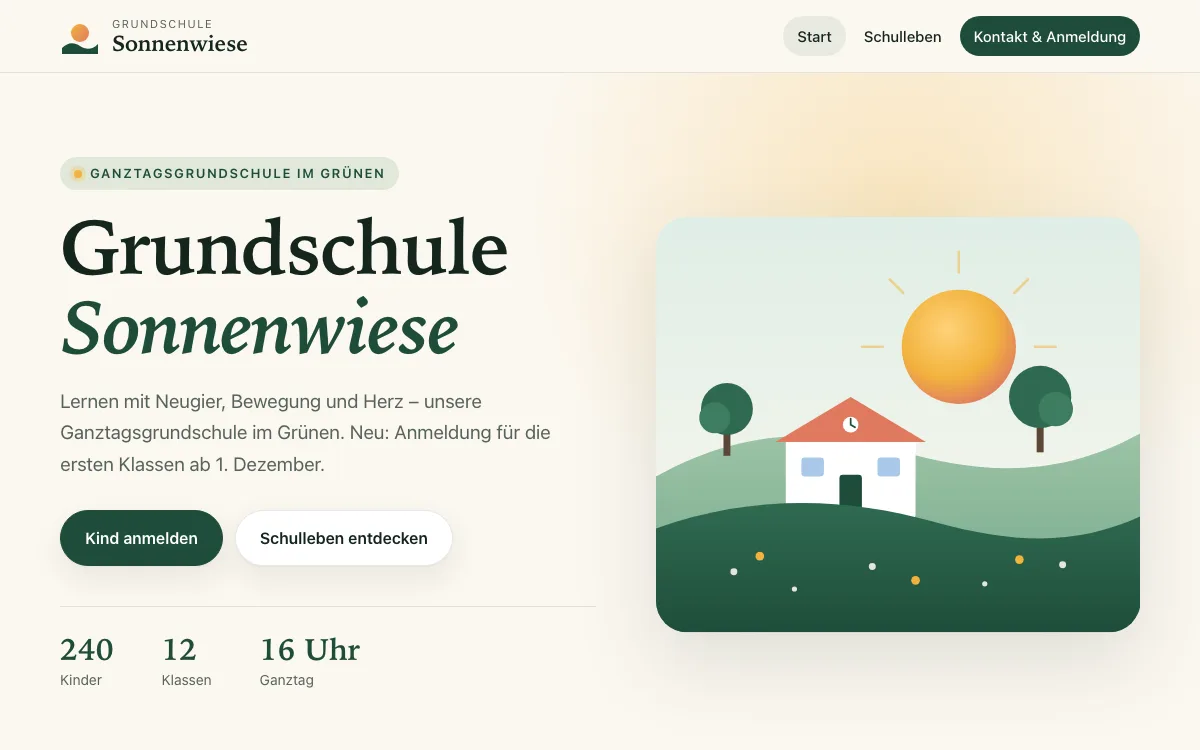 GRUNDSCHULE
Sonnenwiese
Start
Schulleben
Kontakt & Anmeldung
GANZTAGSGRUNDSCHULE IM GRÜNEN
Grundschule
Sonnenwiese
Lernen mit Neugier, Bewegung und Herz – unsere
Ganztagsgrundschule im Grünen. Neu: Anmeldung für die
ersten Klassen ab 1. Dezember.
Kind anmelden
Schulleben entdecken
240
Kinder
12
Klassen
16 Uhr
Ganztag